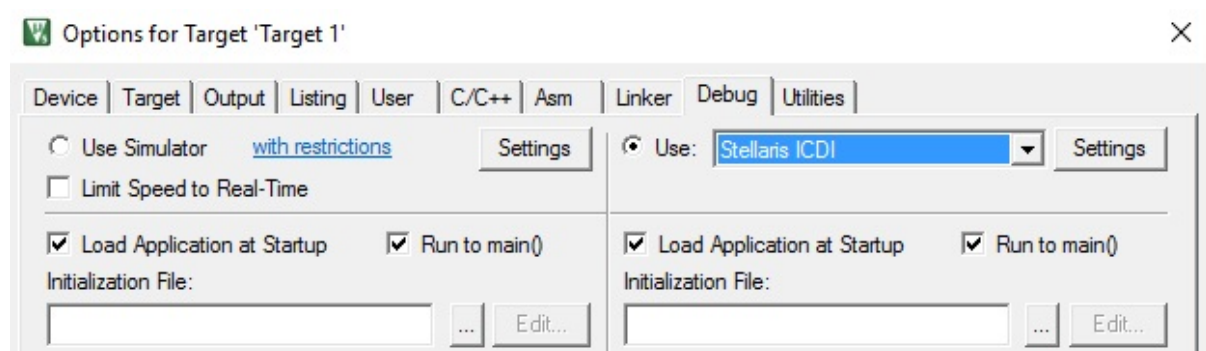 Options for Target 'Target 1'
Device Target Output Listing User C/C++ Asm Linker Debug Utilities
Use Simulator with restrictions Settings Use: Stellaris ICDI Settings
Limit Speed to Real-Time
Load Application at Startup Run to main() Load Application at Startup Run to main()
Initialization File: Initialization File:
... Edit... ... Edit...